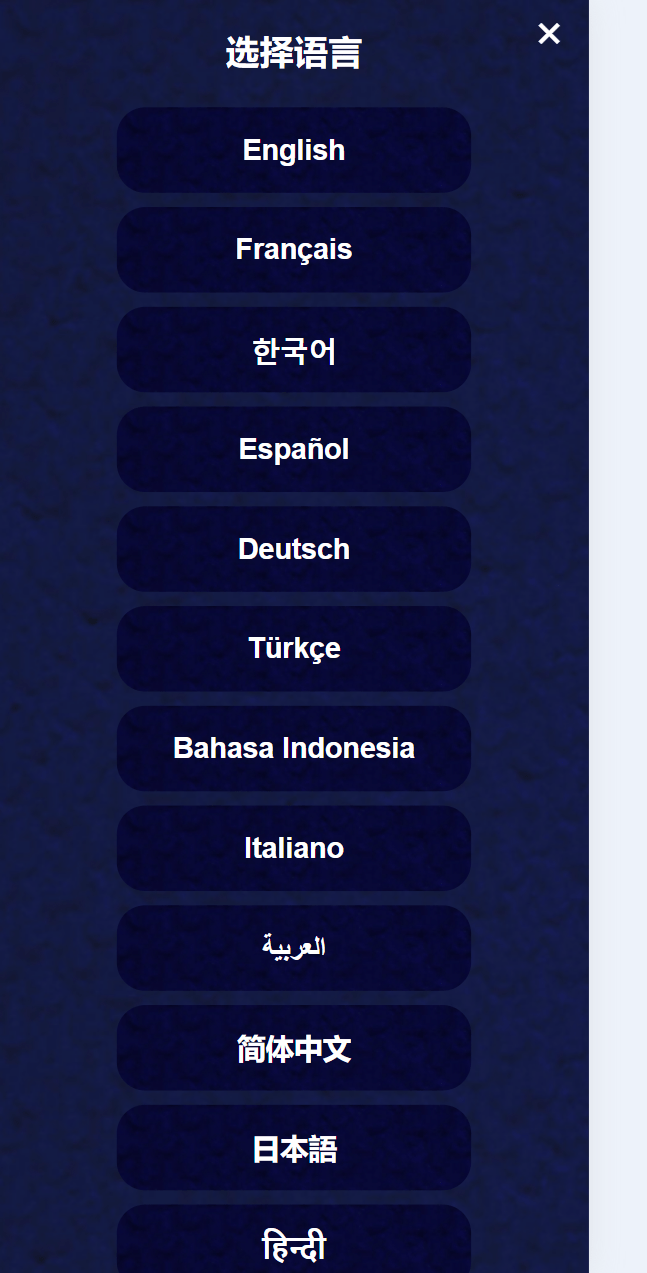 选择语言
English
Français
한국어
Español
Deutsch
Türkçe
Bahasa Indonesia
Italiano
العربية
简体中文
日本語
हिन्दी